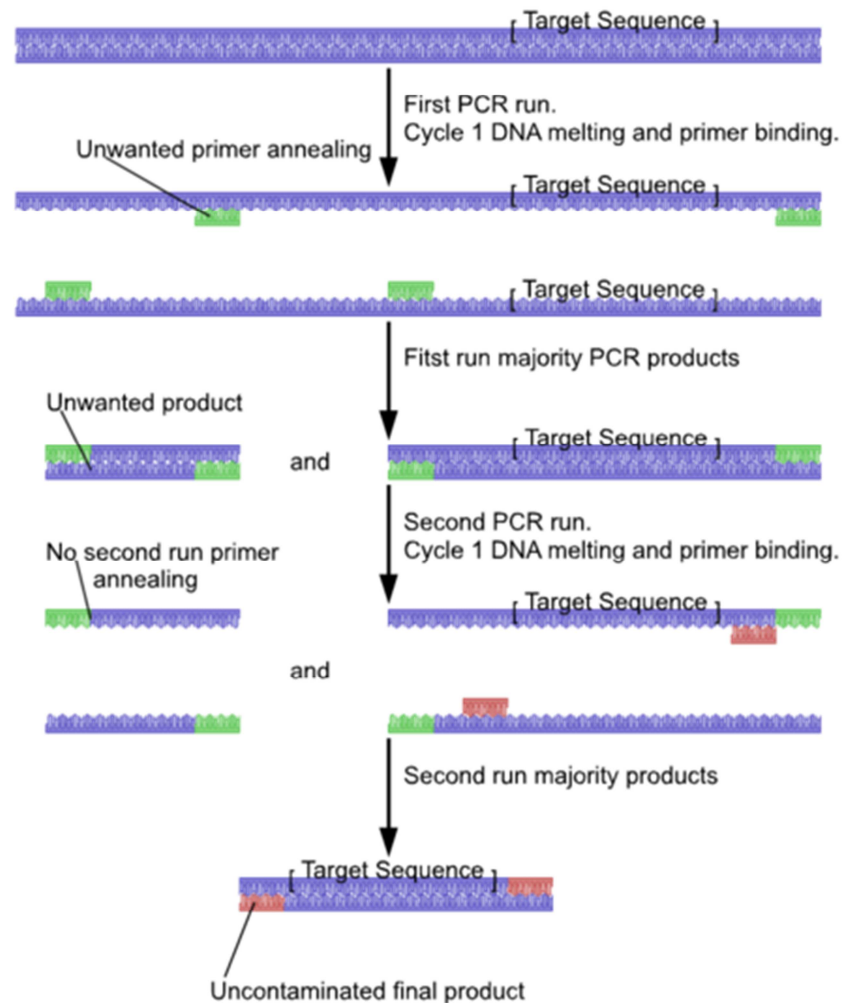 [ Target Sequence ]
First PCR run.
Cycle 1 DNA melting and primer binding.
Unwanted primer annealing
[ Target Sequence ]
[ Target Sequence ]
Fitst run majority PCR products
Unwanted product
and
[ Target Sequence ]
Second PCR run.
Cycle 1 DNA melting and primer binding.
No second run primer
annealing
[ Target Sequence ]
and
Second run majority products
[ Target Sequence ]
Uncontaminated final product